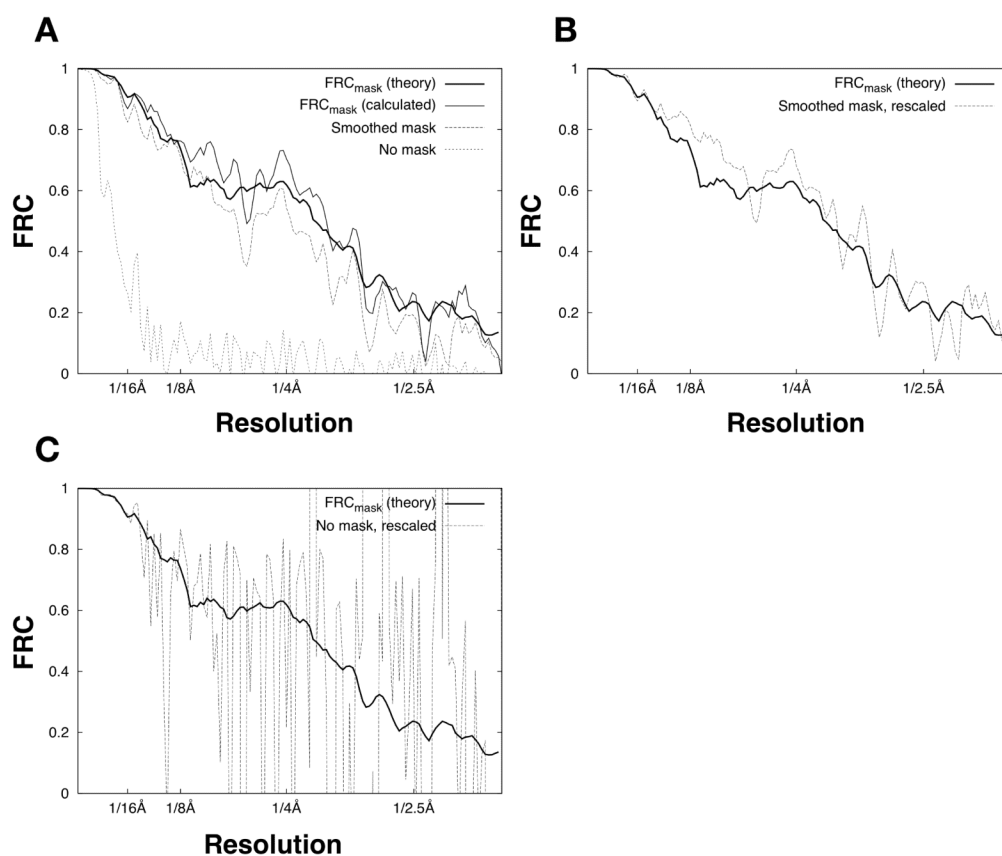 A
FRC
1
0.8
0.6
0.4
0.2
0
FRCmask (theory)
FRCmask (calculated)
Smoothed mask
No mask
1/16Å
1/8Å
1/4Å
1/2.5Å
Resolution
B
FRC
1
0.8
0.6
0.4
0.2
0
FRCmask (theory)
Smoothed mask, rescaled
1/16Å
1/8Å
1/4Å
1/2.5Å
Resolution
C
FRC
1
0.8
0.6
0.4
0.2
0
FRCmask (theory)
No mask, rescaled
1/16Å
1/8Å
1/4Å
1/2.5Å
Resolution